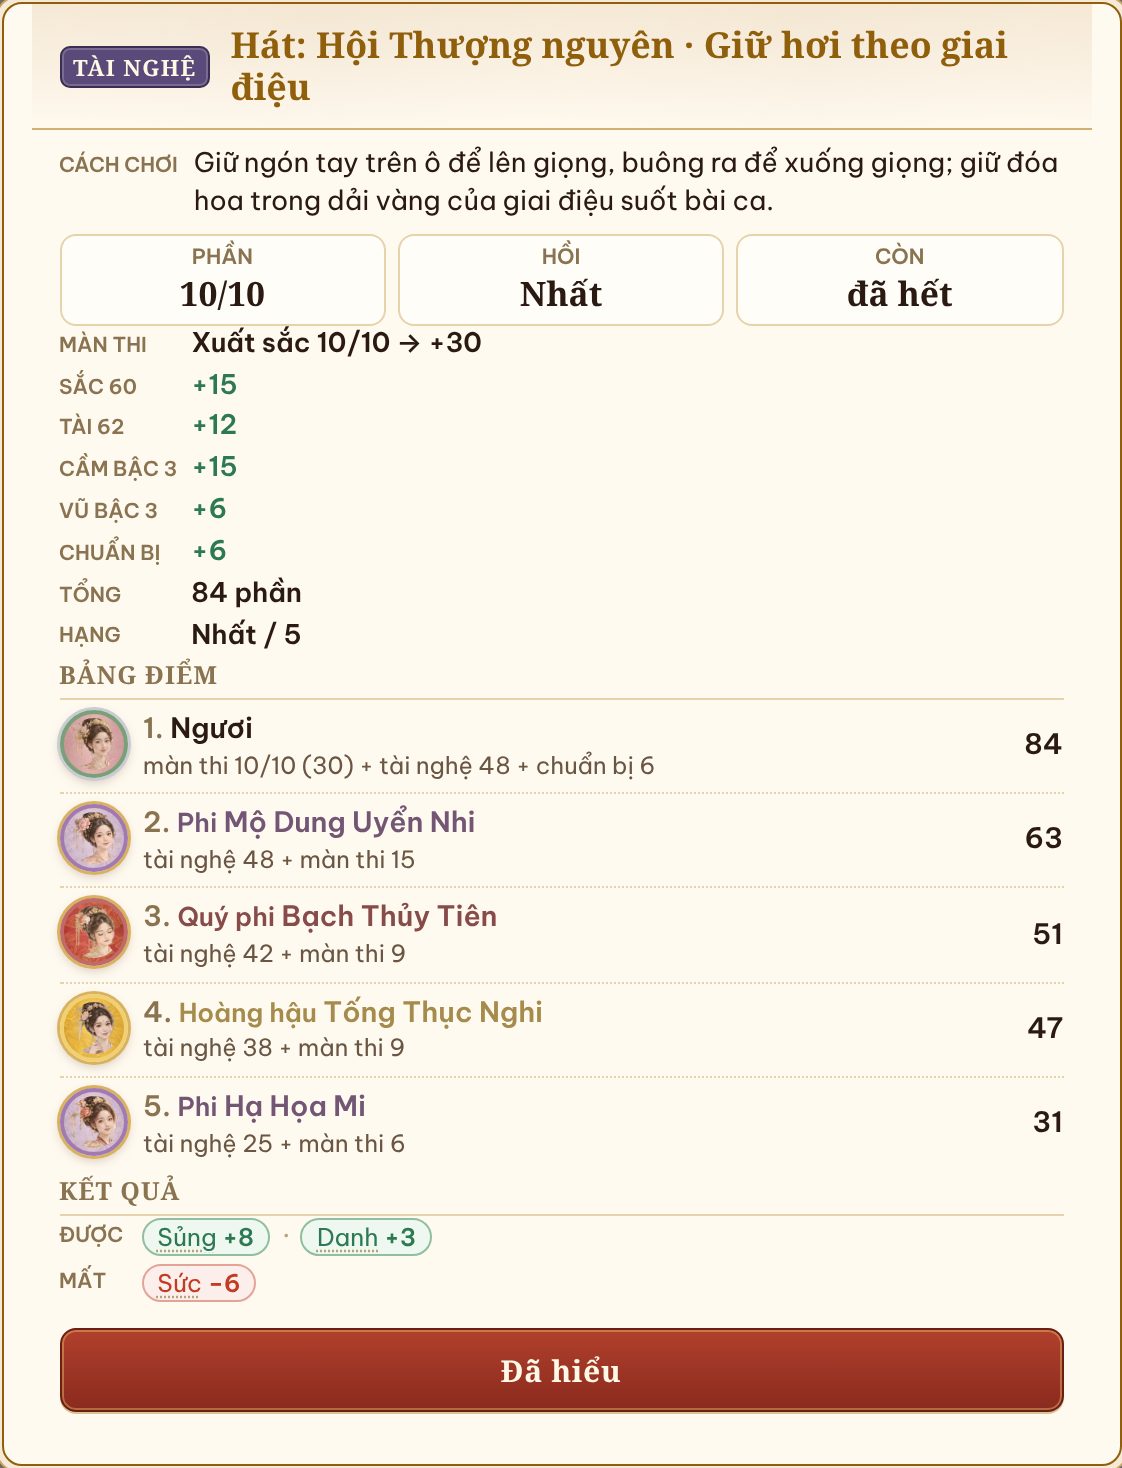 TÀI NGHỆ
Hát: Hội Thượng nguyên · Giữ hơi theo giai
điệu
CÁCH CHƠI Giữ ngón tay trên ô để lên giọng, buông ra để xuống giọng; giữ đóa
hoa trong dải vàng của giai điệu suốt bài ca.
PHẦN HỒI CÒN
10/10 Nhất đã hết
MÀN THI Xuất sắc 10/10 → +30
SẮC 60 +15
TÀI 62 +12
CẦM BẬC 3 +15
VŨ BẬC 3 +6
CHUẨN BỊ +6
TỔNG 84 phần
HẠNG Nhất / 5
BẢNG ĐIỂM
1. Ngươi 84
màn thi 10/10 (30) + tài nghệ 48 + chuẩn bị 6
2. Phi Mộ Dung Uyển Nhi 63
tài nghệ 48 + màn thi 15
3. Quý phi Bạch Thủy Tiên 51
tài nghệ 42 + màn thi 9
4. Hoàng hậu Tống Thục Nghi 47
tài nghệ 38 + màn thi 9
5. Phi Hạ Họa Mi 31
tài nghệ 25 + màn thi 6
KẾT QUẢ
ĐƯỢC Sủng +8 · Danh +3
MẤT Sức −6
Đã hiểu